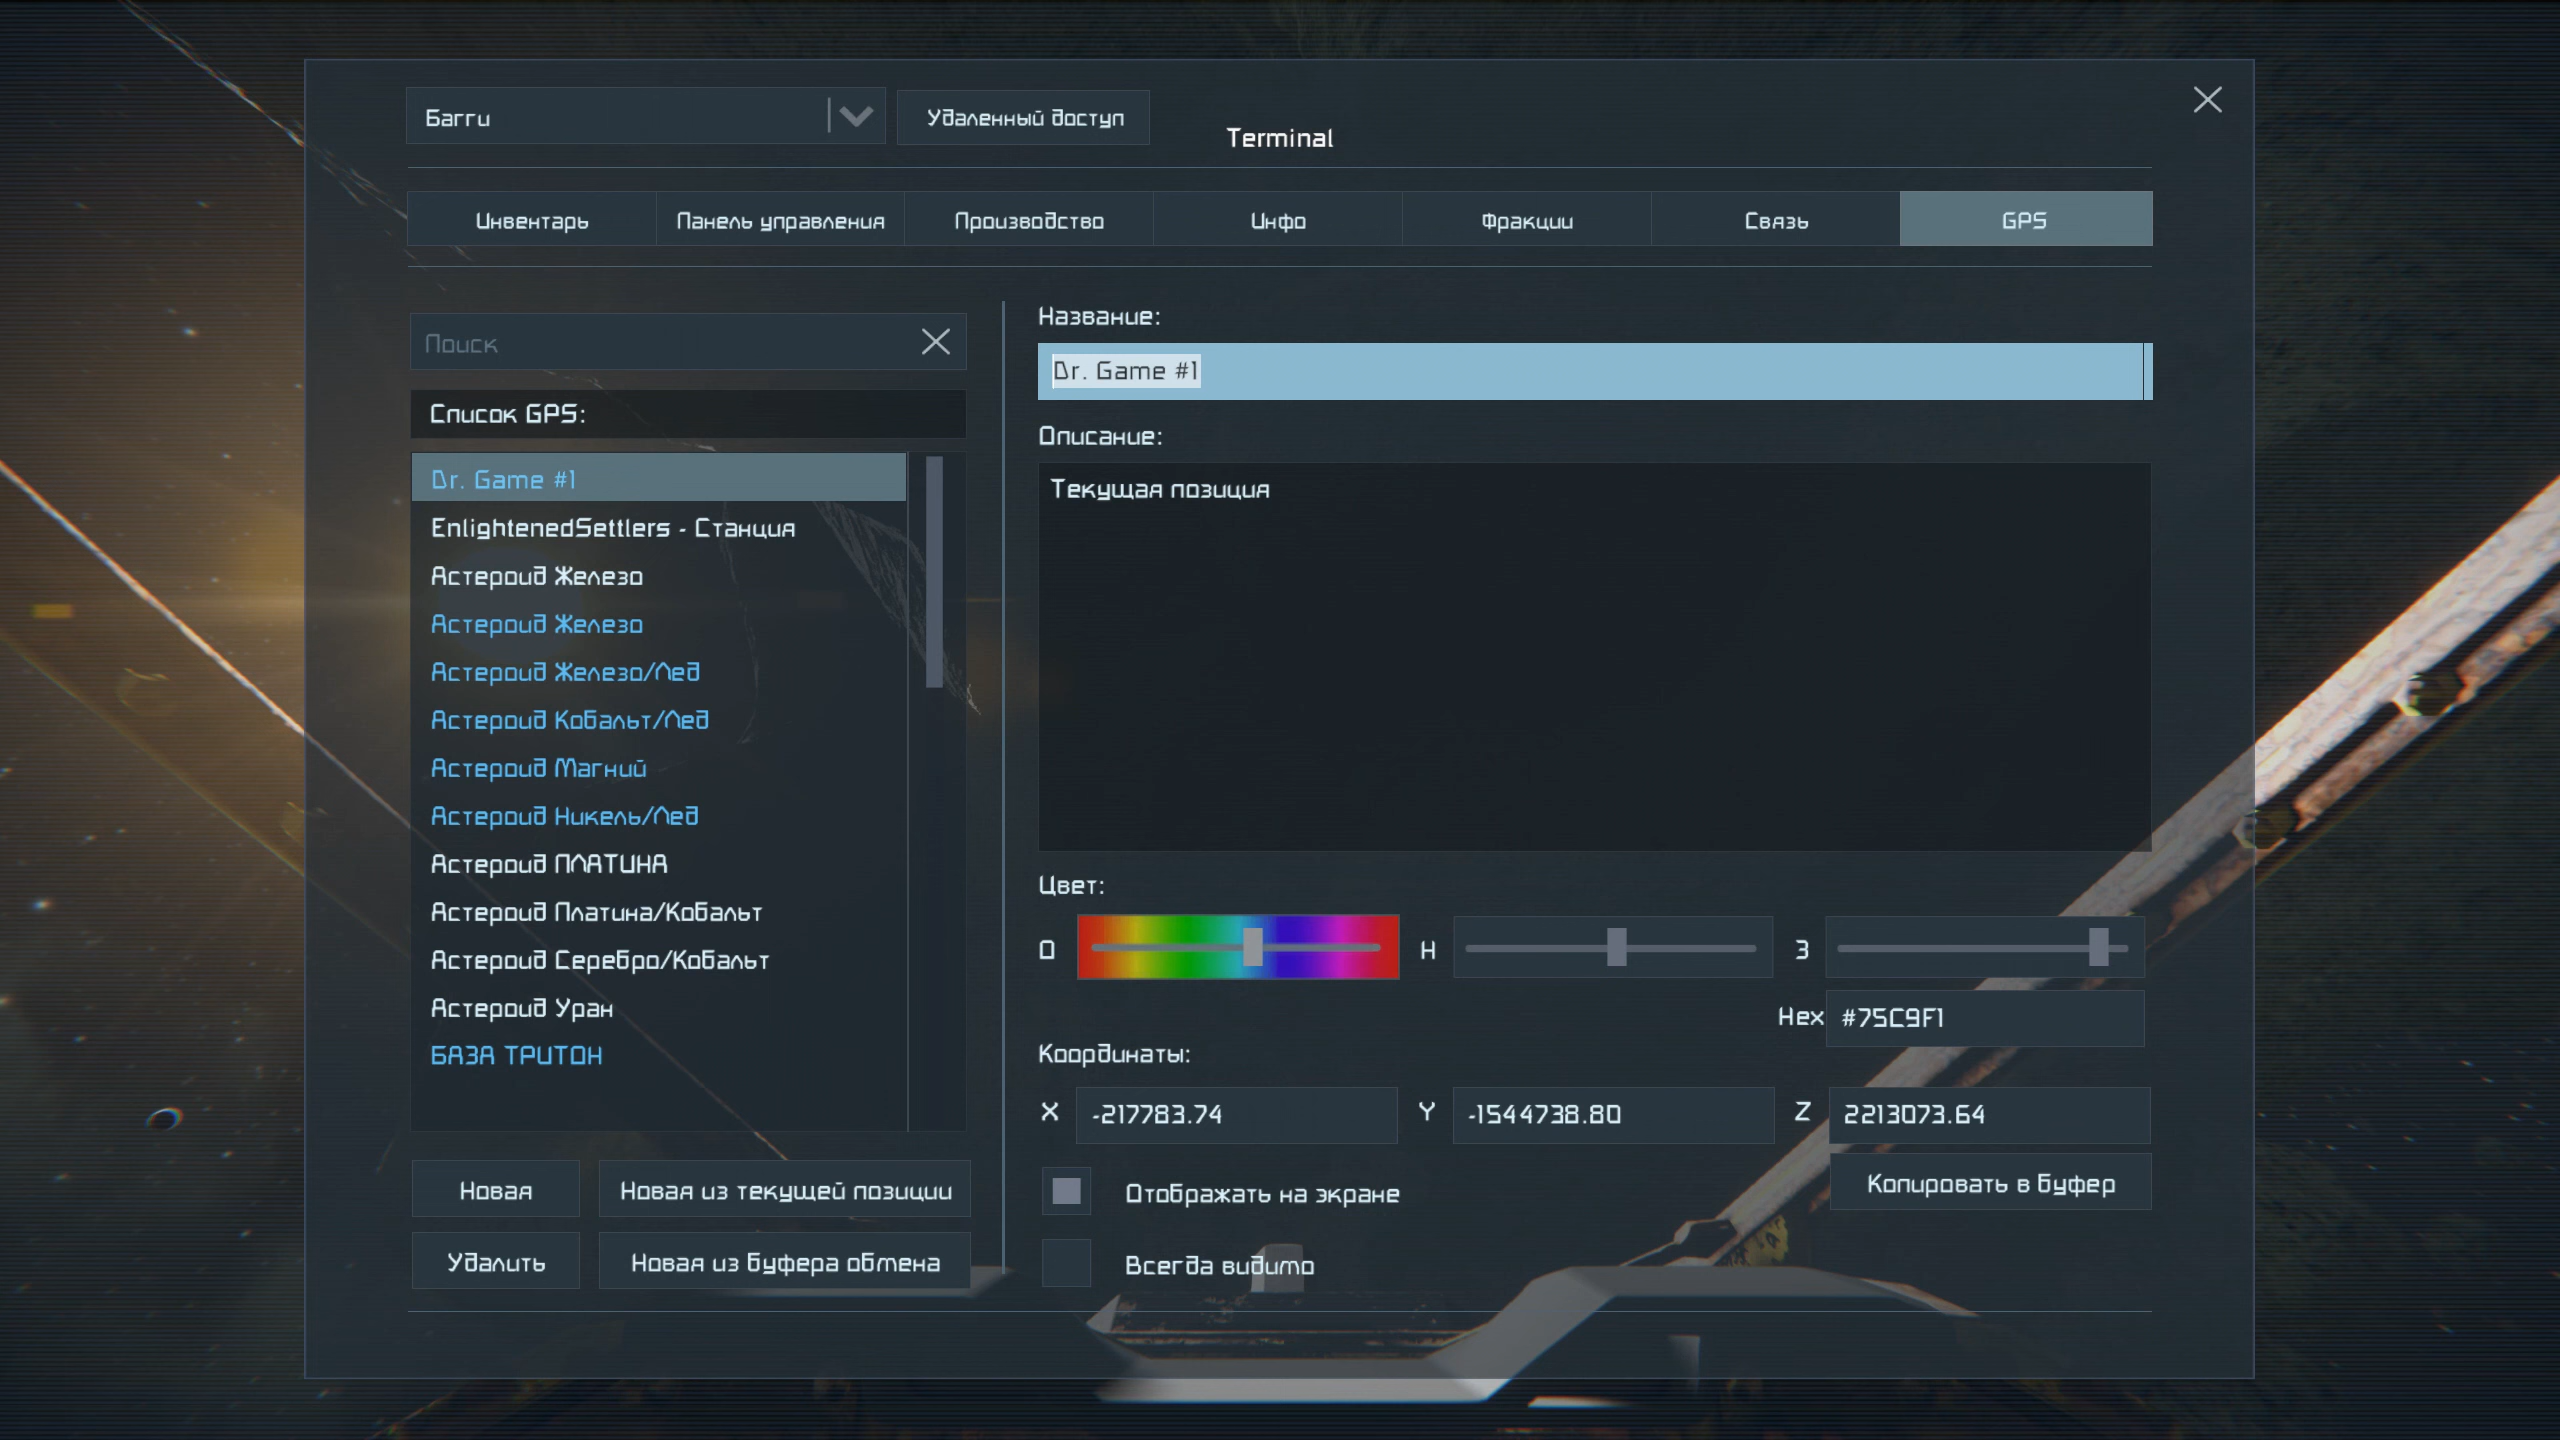 Багги
Удаленный доступ
Terminal
Инвентарь
Панель управления
Производство
Инфо
Фракции
Связь
GPS
Поиск
Список GPS:
Dr. Game #1
EnlightenedSettlers - Станция
Астероид Железо
Астероид Железо
Астероид Железо/Лед
Астероид Кобальт/Лед
Астероид Магний
Астероид Никель/Лед
Астероид ПЛАТИНА
Астероид Платина/Кобальт
Астероид Серебро/Кобальт
Астероид Уран
БАЗА ТРИТОН
Новая
Новая из текущей позиции
Удалить
Новая из буфера обмена
Название:
Dr. Game #1
Описание:
Текущая позиция
Цвет:
О
Н
З
Hex #75C9F1
Координаты:
X -217783.74 Y -1544738.80 Z 2213073.64
Отображать на экране
Копировать в буфер
Всегда видимо